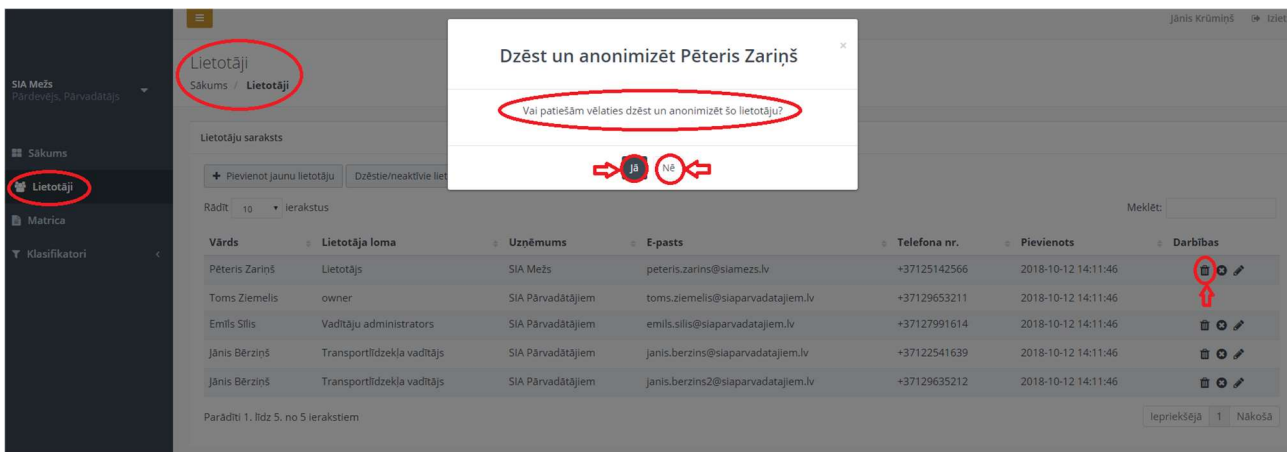 Jānis Krūmiņš Iziet
Lietotāji
Sākums / Lietotāji
SIA Mežs
Pārdevējs, Pārvadātājs
Sākums
Lietotāji
Matrica
Klasifikatori
Dzēst un anonimizēt Pēteris Zariņš ×
Vai patiešām vēlaties dzēst un anonimizēt šo lietotāju?
Jā Nē
Lietotāju saraksts
+ Pievienot jaunu lietotāju Dzēstie/neaktīvie
Rādīt 10 ierakstus Meklēt:
Vārds Lietotāja loma Uzņēmums E-pasts Telefona nr. Pievienots Darbības
Pēteris Zariņš Lietotājs SIA Mežs peteris.zarins@siamezs.lv +37125142566 2018-10-12 14:11:46
Toms Ziemelis owner SIA Pārvadātājiem toms.ziemelis@siaparvadatajiem.lv +37129653211 2018-10-12 14:11:46
Emīls Sīlis Vadītāju administrators SIA Pārvadātājiem emils.silis@siaparvadatajiem.lv +37127991614 2018-10-12 14:11:46
Jānis Bērziņš Transportlīdzekļa vadītājs SIA Pārvadātājiem janis.berzins@siaparvadatajiem.lv +37122541639 2018-10-12 14:11:46
Jānis Bērziņš Transportlīdzekļa vadītājs SIA Pārvadātājiem janis.berzins2@siaparvadatajiem.lv +37129635212 2018-10-12 14:11:46
Parādīti 1. līdz 5. no 5 ierakstiem Iepriekšējā 1 Nākošā